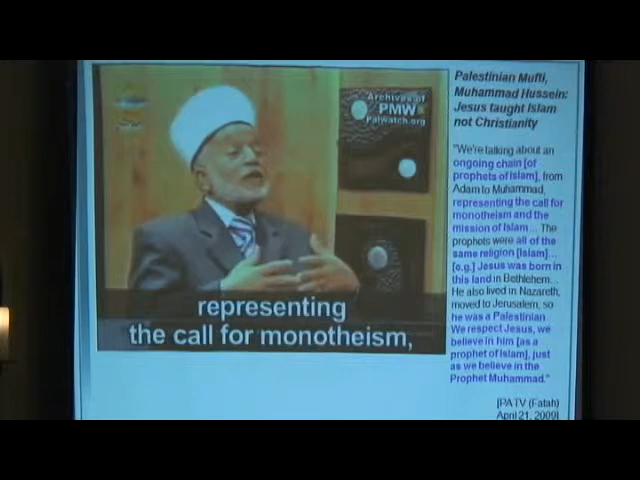 Archives of
PMW
Palwatch.org
representing
the call for monotheism,
Palestinian Mufti,
Muhammad Hussein:
Jesus taught Islam
not Christianity
"We're talking about an
ongoing chain [of
prophets of Islam], from
Adam to Muhammad,
representing the call for
monotheism and the
mission of Islam... The
prophets were all of the
same religion [Islam]...
[e.g.] Jesus was born in
this land in Bethlehem...
He also lived in Nazareth,
moved to Jerusalem, so
he was a Palestinian
We respect Jesus, we
believe in him [as a
prophet of Islam], just
as we believe in the
Prophet Muhammad."
[PA TV (Fatah)
April 21, 2009]